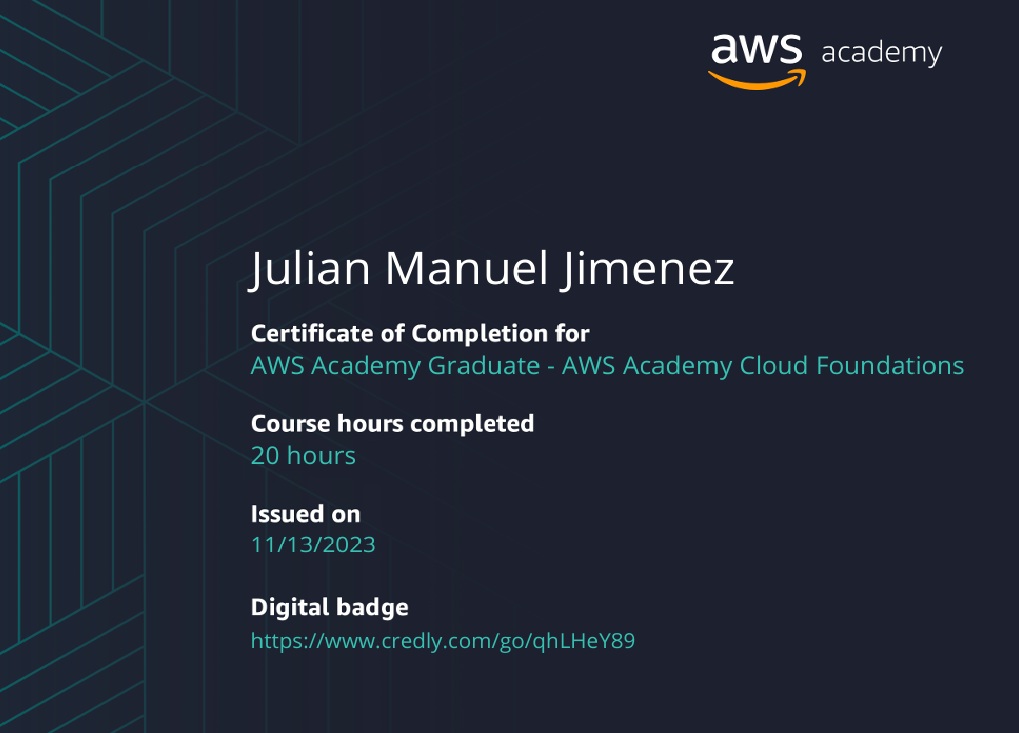 aws academy
Julian Manuel Jimenez
Certificate of Completion for
AWS Academy Graduate - AWS Academy Cloud Foundations
Course hours completed
20 hours
Issued on
11/13/2023
Digital badge
https://www.credly.com/go/qhLHeY89